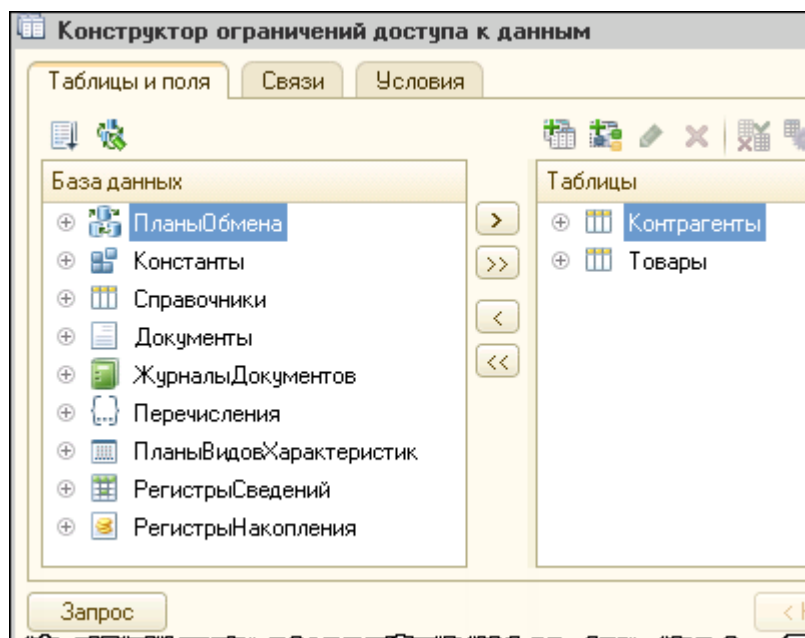 Конструктор ограничений доступа к данным
Таблицы и поля
Связи
Условия
База данных
ПланыОбмена
Константы
Справочники
Документы
ЖурналыДокументов
Перечисления
ПланыВидовХарактеристик
РегистрыСведений
РегистрыНакопления
>
>>
<
<<
Таблицы
Контрагенты
Товары
Запрос